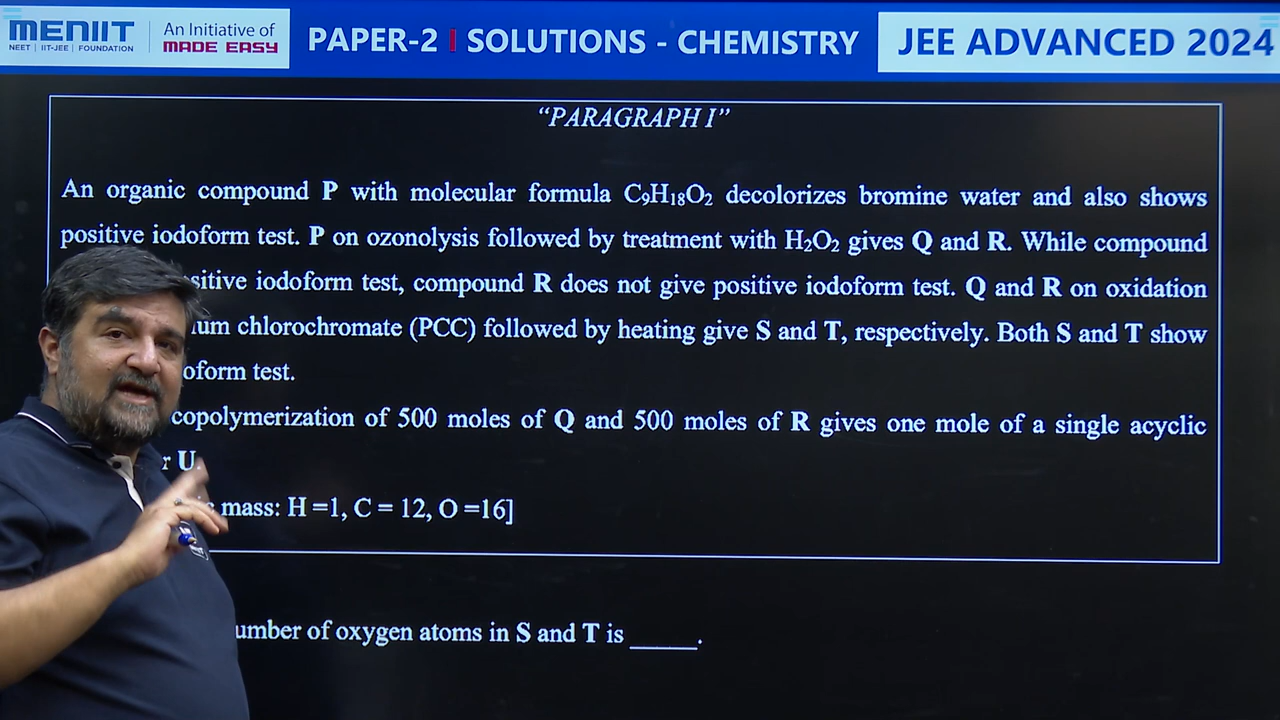 MENIIT
NEET | IIT-JEE | FOUNDATION
An Initiative of
MADE EASY
PAPER-2 | SOLUTIONS - CHEMISTRY
JEE ADVANCED 2024
“PARAGRAPH I”
An organic compound P with molecular formula C₉H₁₈O₂ decolorizes bromine water and also shows
positive iodoform test. P on ozonolysis followed by treatment with H₂O₂ gives Q and R. While compound
sitive iodoform test, compound R does not give positive iodoform test. Q and R on oxidation
um chlorochromate (PCC) followed by heating give S and T, respectively. Both S and T show
oform test.
copolymerization of 500 moles of Q and 500 moles of R gives one mole of a single acyclic
r U.
mass: H =1, C = 12, O =16]
umber of oxygen atoms in S and T is _____.